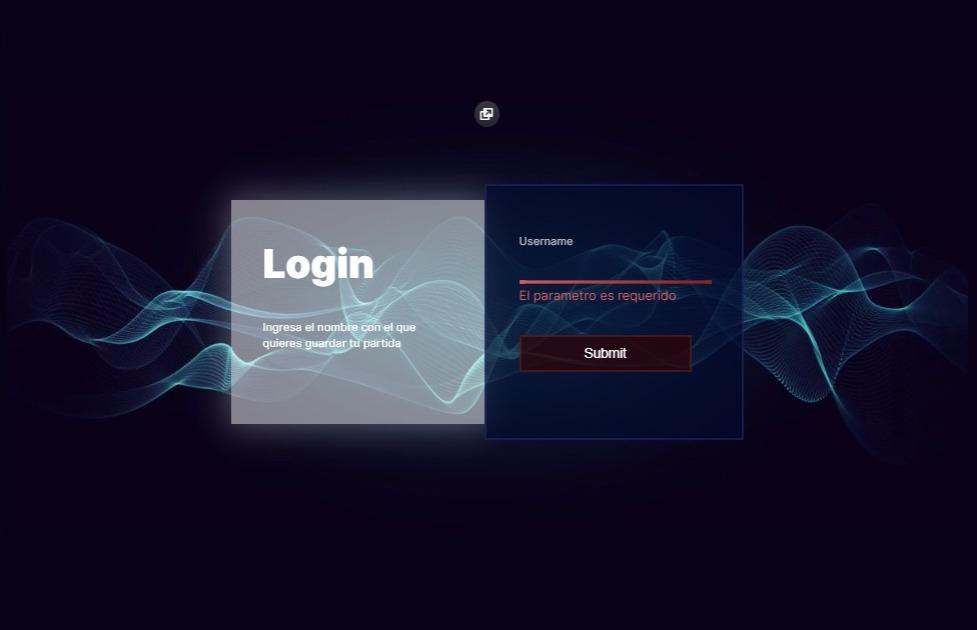 Login
Ingresa el nombre con el que
quieres guardar tu partida
Username
El parametro es requerido
Submit